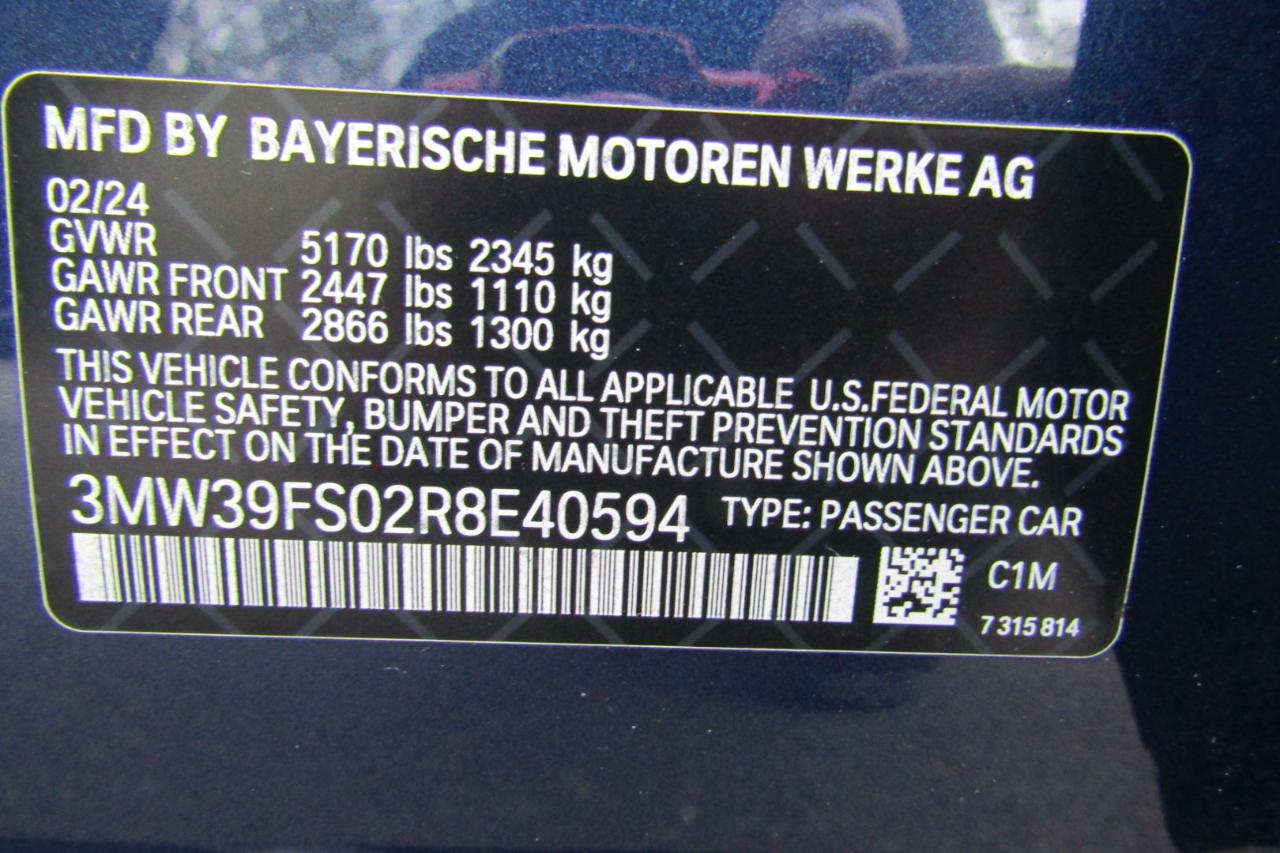 MFD BY BAYERISCHE MOTOREN WERKE AG
02/24
GVWR 5170 lbs 2345 kg
GAWR FRONT 2447 lbs 1110 kg
GAWR REAR 2866 lbs 1300 kg
THIS VEHICLE CONFORMS TO ALL APPLICABLE U.S.FEDERAL MOTOR
VEHICLE SAFETY, BUMPER AND THEFT PREVENTION STANDARDS
IN EFFECT ON THE DATE OF MANUFACTURE SHOWN ABOVE.
3MW39FS02R8E40594 TYPE: PASSENGER CAR
C1M
7 315 814